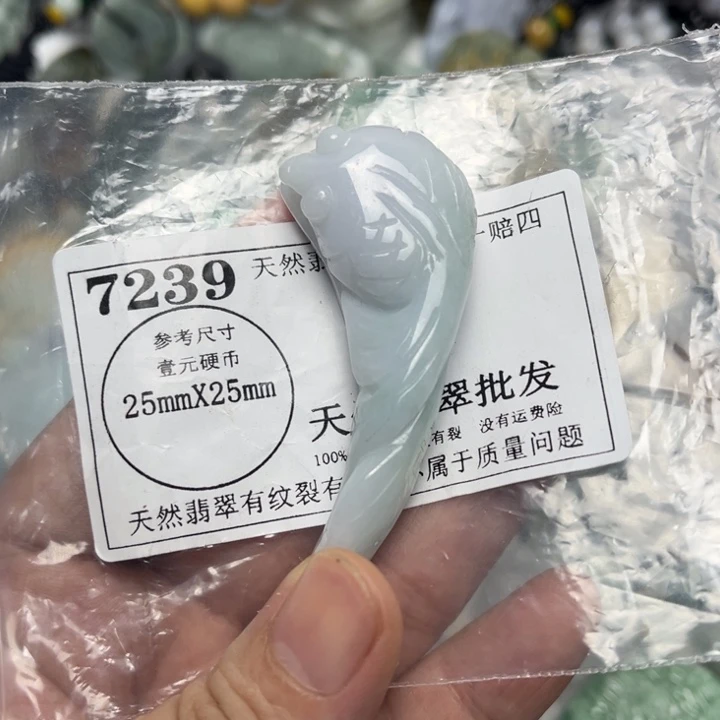 7239 天然翡 一赔四
参考尺寸
壹元硬币
25mmX25mm
天 翠批发
100% 有裂 没有运费险
天然翡翠有纹裂有 属于质量问题